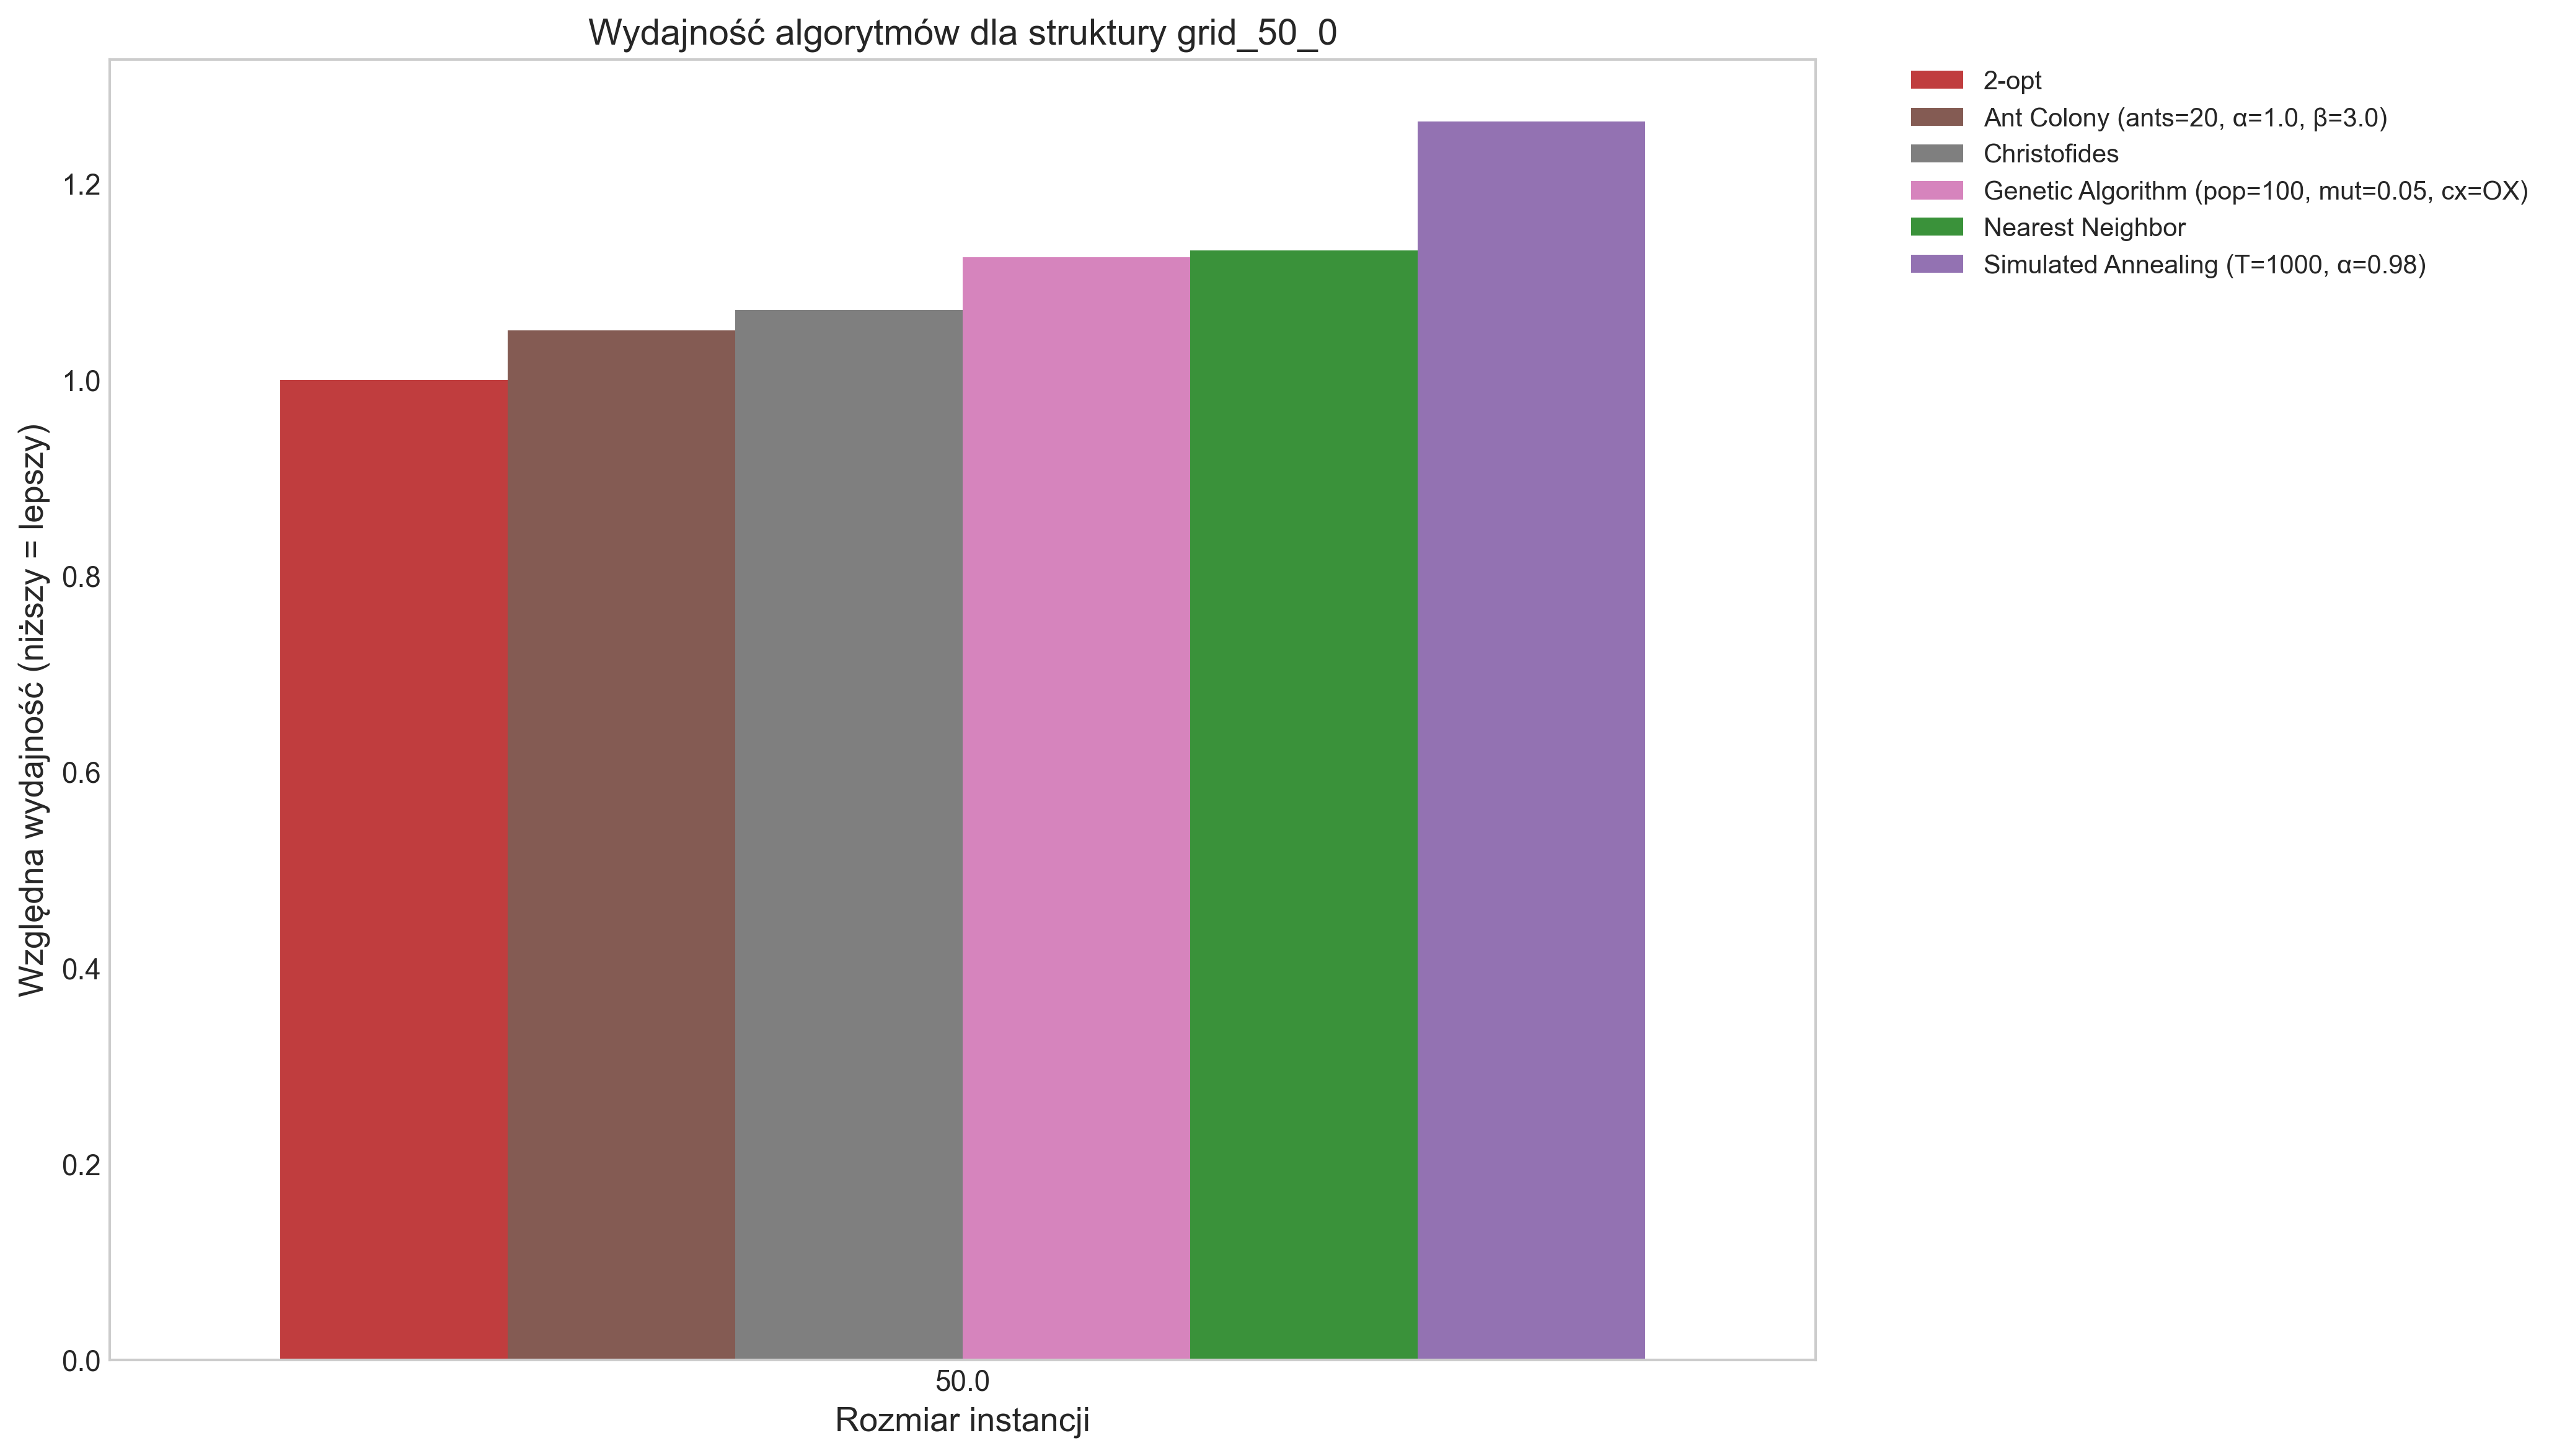 Wydajność algorytmów dla struktury grid_50_0
2-opt
Ant Colony (ants=20, α=1.0, β=3.0)
Christofides
Genetic Algorithm (pop=100, mut=0.05, cx=OX)
Nearest Neighbor
Simulated Annealing (T=1000, α=0.98)
Względna wydajność (niższy = lepszy)
1.2
1.0
0.8
0.6
0.4
0.2
0.0
50.0
Rozmiar instancji